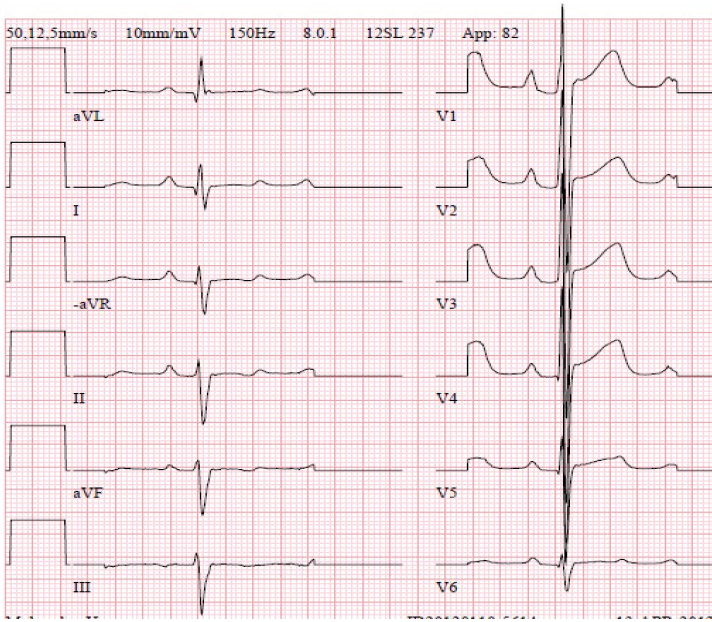 50,12,5mm/s 10mm/mV 150Hz 8.0.1 12SL 237 App: 82
aVL V1
I V2
-aVR V3
II V4
aVF V5
III V6